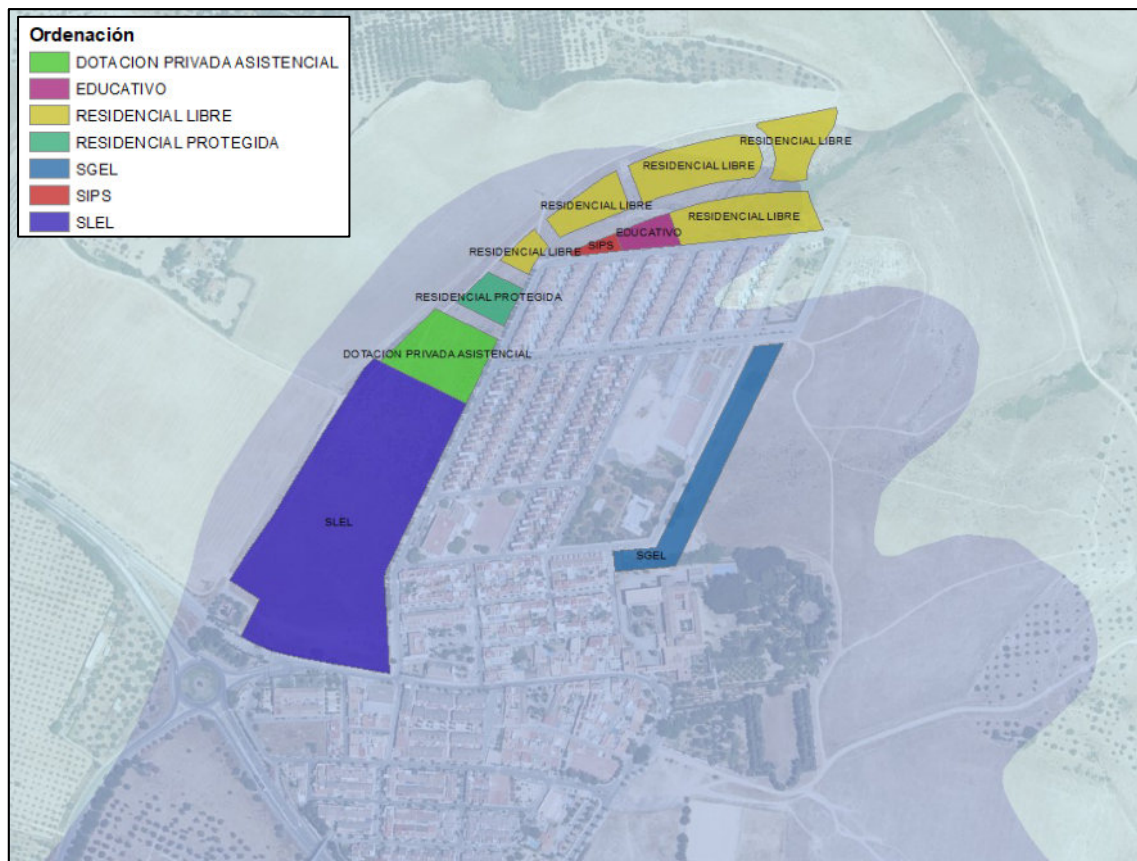 Ordenación
DOTACION PRIVADA ASISTENCIAL
EDUCATIVO
RESIDENCIAL LIBRE
RESIDENCIAL PROTEGIDA
SGEL
SIPS
SLEL
RESIDENCIAL LIBRE
RESIDENCIAL LIBRE
RESIDENCIAL LIBRE
RESIDENCIAL LIBRE
EDUCATIVO
SIPS
RESIDENCIAL LIBRE
RESIDENCIAL PROTEGIDA
DOTACION PRIVADA ASISTENCIAL
SLEL
SGEL